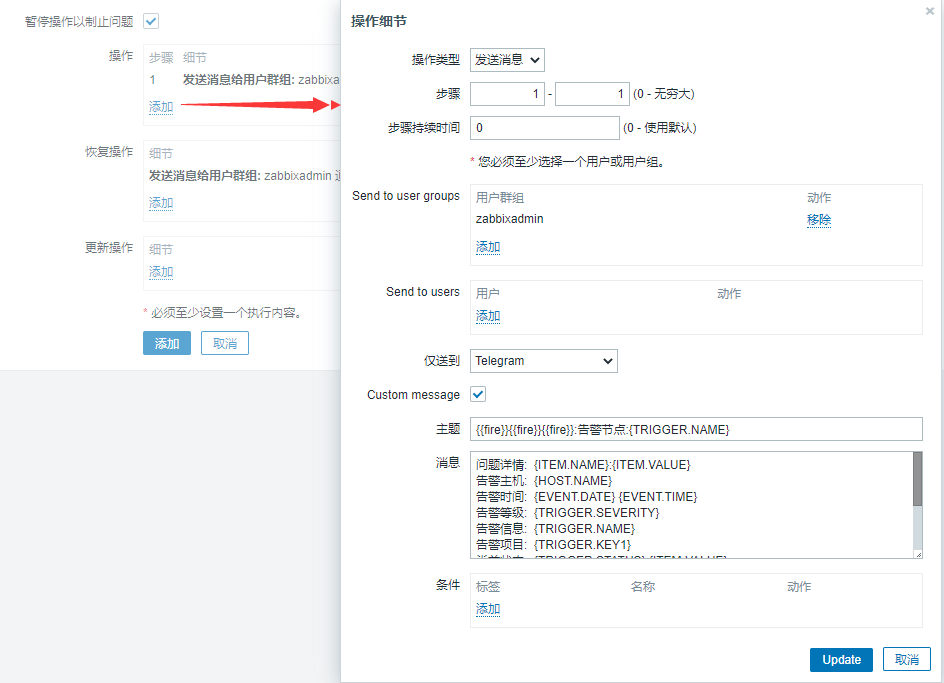 暂停操作以制止问题
操作
步骤 细节
1 发送消息给用户群组: zabbixa
添加
恢复操作
细节
发送消息给用户群组: zabbixadmin
添加
更新操作
细节
添加
* 必须至少设置一个执行内容。
添加 取消
操作细节
操作类型 发送消息
步骤 1 - 1 (0 - 无穷大)
步骤持续时间 0 (0 - 使用默认)
* 您必须至少选择一个用户或用户组。
Send to user groups 用户群组 动作
zabbixadmin 移除
添加
Send to users 用户 动作
添加
仅送到 Telegram
Custom message
主题 {{fire}}{{fire}}{{fire}}:告警节点:{TRIGGER.NAME}
消息 问题详情: {ITEM.NAME}:{ITEM.VALUE}
告警主机: {HOST.NAME}
告警时间: {EVENT.DATE} {EVENT.TIME}
告警等级: {TRIGGER.SEVERITY}
告警信息: {TRIGGER.NAME}
告警项目: {TRIGGER.KEY1}
条件 标签 名称 动作
添加
Update 取消